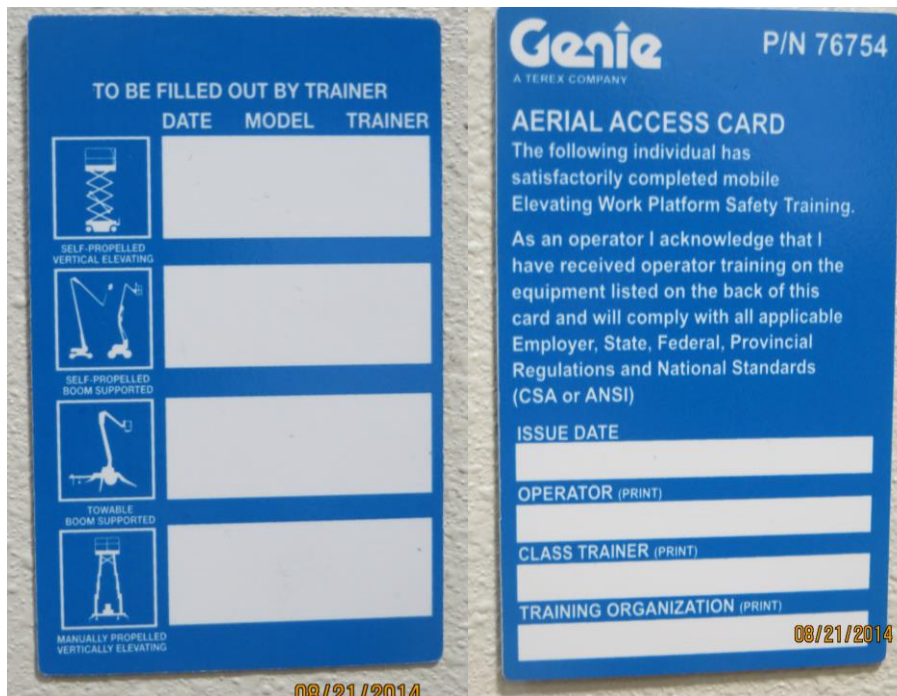 TO BE FILLED OUT BY TRAINER
DATE MODEL TRAINER
SELF-PROPELLED
VERTICAL ELEVATING
SELF-PROPELLED
BOOM SUPPORTED
TOWABLE
BOOM SUPPORTED
MANUALLY PROPELLED
VERTICALLY ELEVATING
08/21/2014
Genie
P/N 76754
A TEREX COMPANY
AERIAL ACCESS CARD
The following individual has
satisfactorily completed mobile
Elevating Work Platform Safety Training.
As an operator I acknowledge that I
have received operator training on the
equipment listed on the back of this
card and will comply with all applicable
Employer, State, Federal, Provincial
Regulations and National Standards
(CSA or ANSI)
ISSUE DATE
OPERATOR (PRINT)
CLASS TRAINER (PRINT)
TRAINING ORGANIZATION (PRINT)
08/21/2014